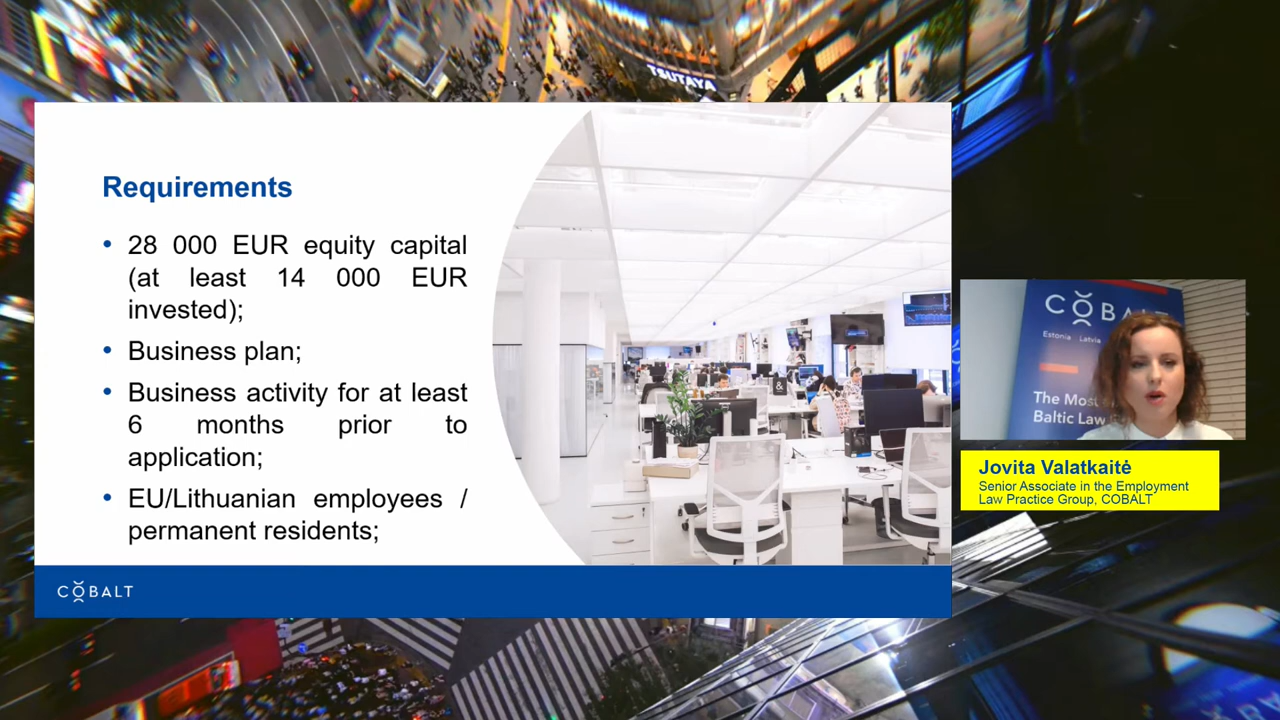 TSUTAYA
Requirements
• 28 000 EUR equity capital
(at least 14 000 EUR
invested);
• Business plan;
• Business activity for at least
6 months prior to
application;
• EU/Lithuanian employees /
permanent residents;
&
COBALT
COBALT
Estonia Latvia
The Most
Baltic Law
Jovita Valatkaitė
Senior Associate in the Employment
Law Practice Group, COBALT